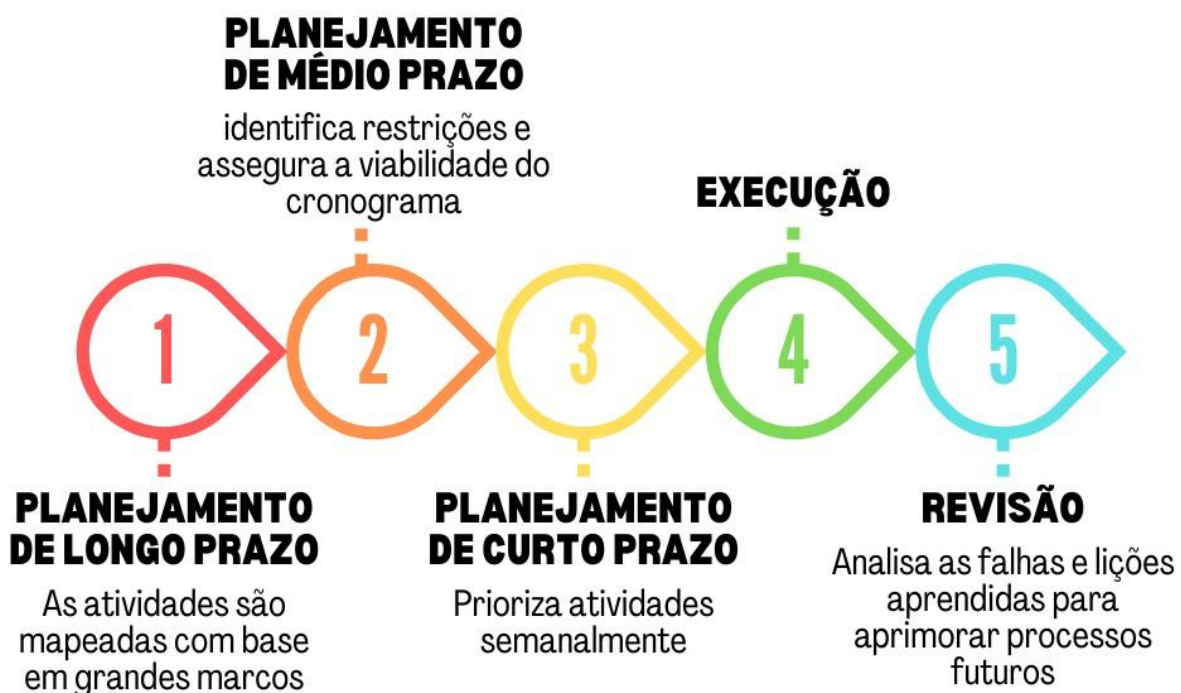 PLANEJAMENTO
DE MÉDIO PRAZO
identifica restrições e
assegura a viabilidade do
cronograma
EXECUÇÃO
1
2
3
4
5
PLANEJAMENTO
DE LONGO PRAZO
As atividades são
mapeadas com base
em grandes marcos
PLANEJAMENTO
DE CURTO PRAZO
Prioriza atividades
semanalmente
REVISÃO
Analisa as falhas e lições
aprendidas para
aprimorar processos
futuros